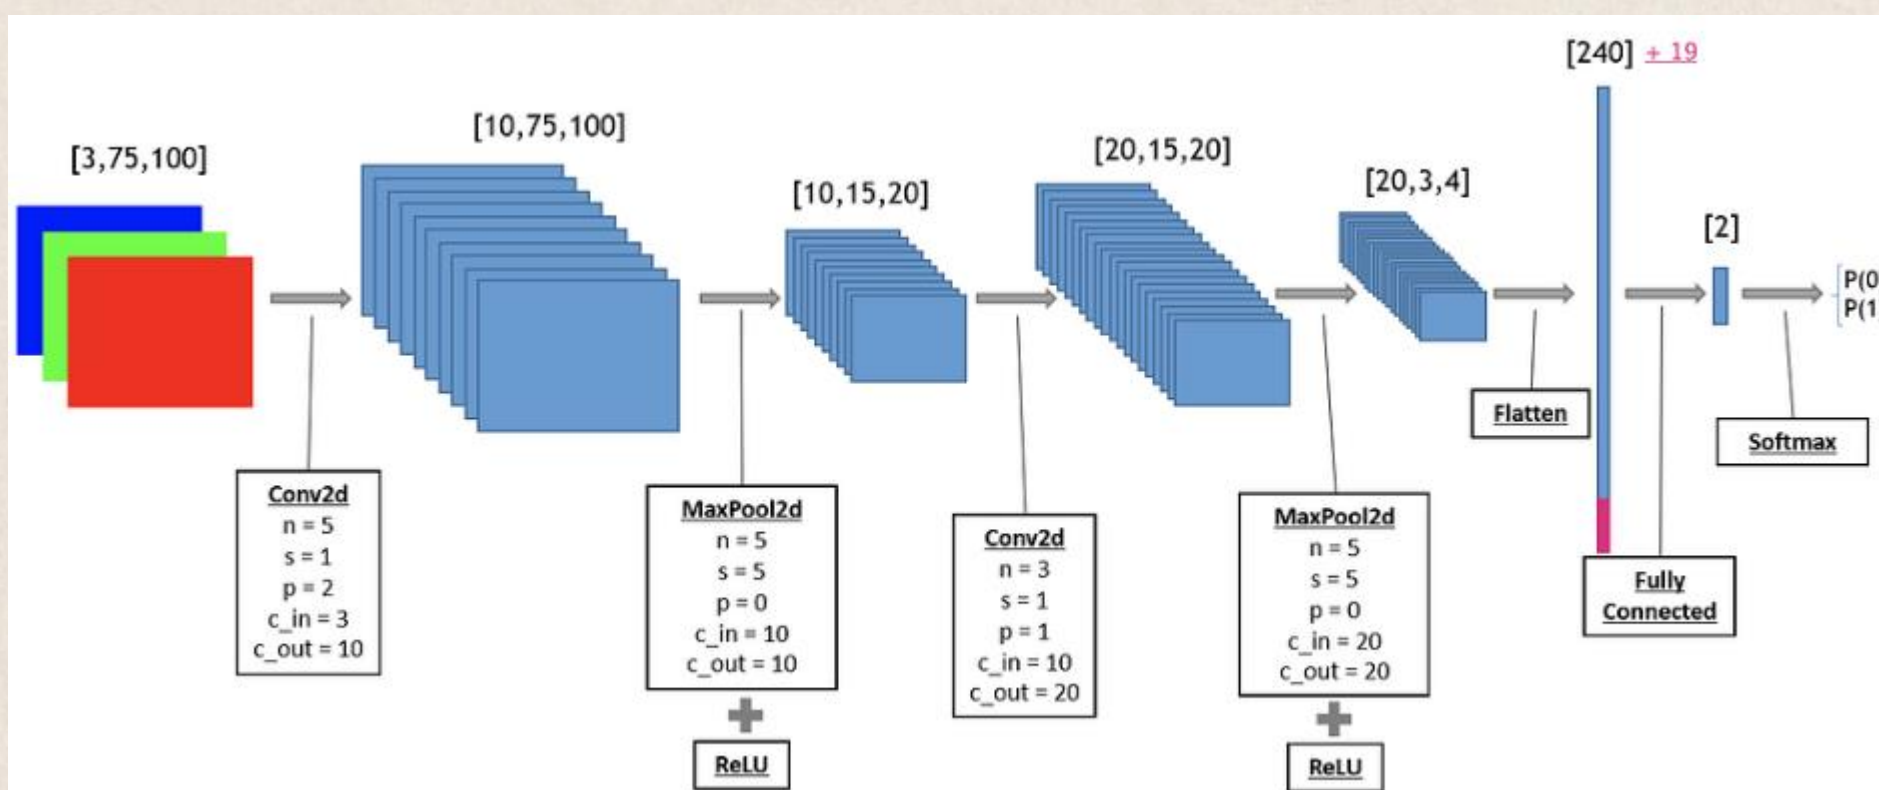 [3,75,100]
[10,75,100]
[10,15,20]
[20,15,20]
[20,3,4]
[240] + 19
[2]
P(0
P(1
Conv2d
n = 5
s = 1
p = 2
c_in = 3
c_out = 10
MaxPool2d
n = 5
s = 5
p = 0
c_in = 10
c_out = 10
ReLU
Conv2d
n = 3
s = 1
p = 1
c_in = 10
c_out = 20
MaxPool2d
n = 5
s = 5
p = 0
c_in = 20
c_out = 20
ReLU
Flatten
Fully
Connected
Softmax